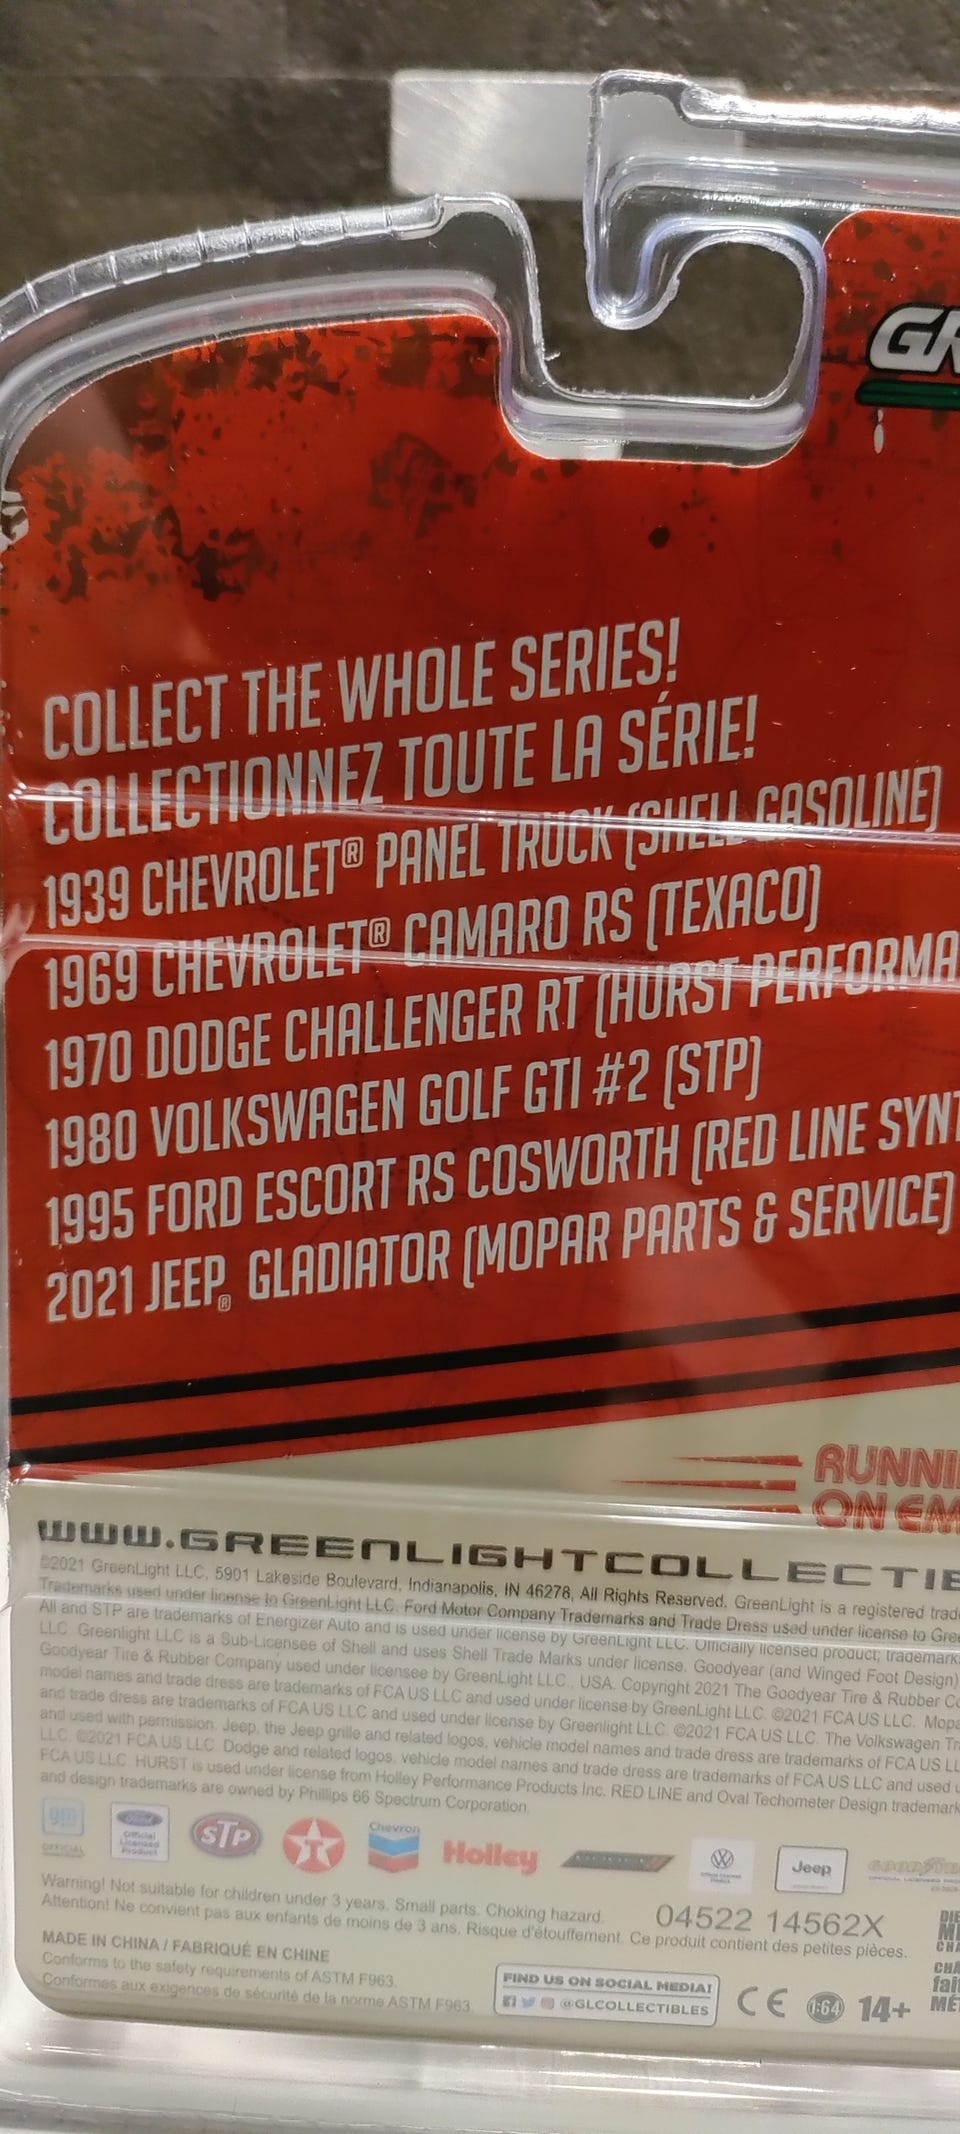 GR
COLLECT THE WHOLE SERIES!
COLLECTIONNEZ TOUTE LA SÉRIE!
1939 CHEVROLET® PANEL TRUCK (SHELL GASOLINE)
1969 CHEVROLET® CAMARO RS (TEXACO)
1970 DODGE CHALLENGER RT (HURST PERFORMA
1980 VOLKSWAGEN GOLF GTI #2 (STP)
1995 FORD ESCORT RS COSWORTH (RED LINE SYNT
2021 JEEP® GLADIATOR (MOPAR PARTS & SERVICE)
RUNNI
ON EM
WWW.GREENLIGHTCOLLECTIB
©2021 GreenLight LLC, 5901 Lakeside Boulevard, Indianapolis, IN 46278, All Rights Reserved. GreenLight is a registered trad
Trademarks used under license to GreenLight LLC. Ford Motor Company Trademarks and Trade Dress used under license to Gre
All and STP are trademarks of Energizer Auto and is used under license by GreenLight LLC. Officially licensed product; trademark
LLC. Greenlight LLC is a Sub-Licensee of Shell and uses Shell Trade Marks under license. Goodyear (and Winged Foot Design)
Goodyear Tire & Rubber Company used under licensee by GreenLight LLC., USA. Copyright 2021 The Goodyear Tire & Rubber Co
model names and trade dress are trademarks of FCA US LLC and used under license by GreenLight LLC. ©2021 FCA US LLC. Mopa
and trade dress are trademarks of FCA US LLC and used under license by Greenlight LLC. ©2021 FCA US LLC. The Volkswagen Tr
and used with permission. Jeep, the Jeep grille and related logos, vehicle model names and trade dress are trademarks of FCA US LL
LLC. ©2021 FCA US LLC. Dodge and related logos, vehicle model names and trade dress are trademarks of FCA US LLC and used u
FCA US LLC. HURST is used under license from Holley Performance Products Inc. RED LINE and Oval Techometer Design trademark
and design trademarks are owned by Phillips 66 Spectrum Corporation.
gm Ford STP T Chevron Holley DODGE VW Jeep GOODYEAR
OFFICIAL Official Licensed Product
Warning! Not suitable for children under 3 years. Small parts. Choking hazard. 04522 14562X
Attention! Ne convient pas aux enfants de moins de 3 ans. Risque d'étouffement. Ce produit contient des petites pièces.
MADE IN CHINA / FABRIQUÉ EN CHINE
Conforms to the safety requirements of ASTM F963.
Conformes aux exigences de sécurité de la norme ASTM F963.
FIND US ON SOCIAL MEDIA!
@GLCOLLECTIBLES
CE 1:64 14+
DIE
ME
CHA
CHÂ
fait
MÉT